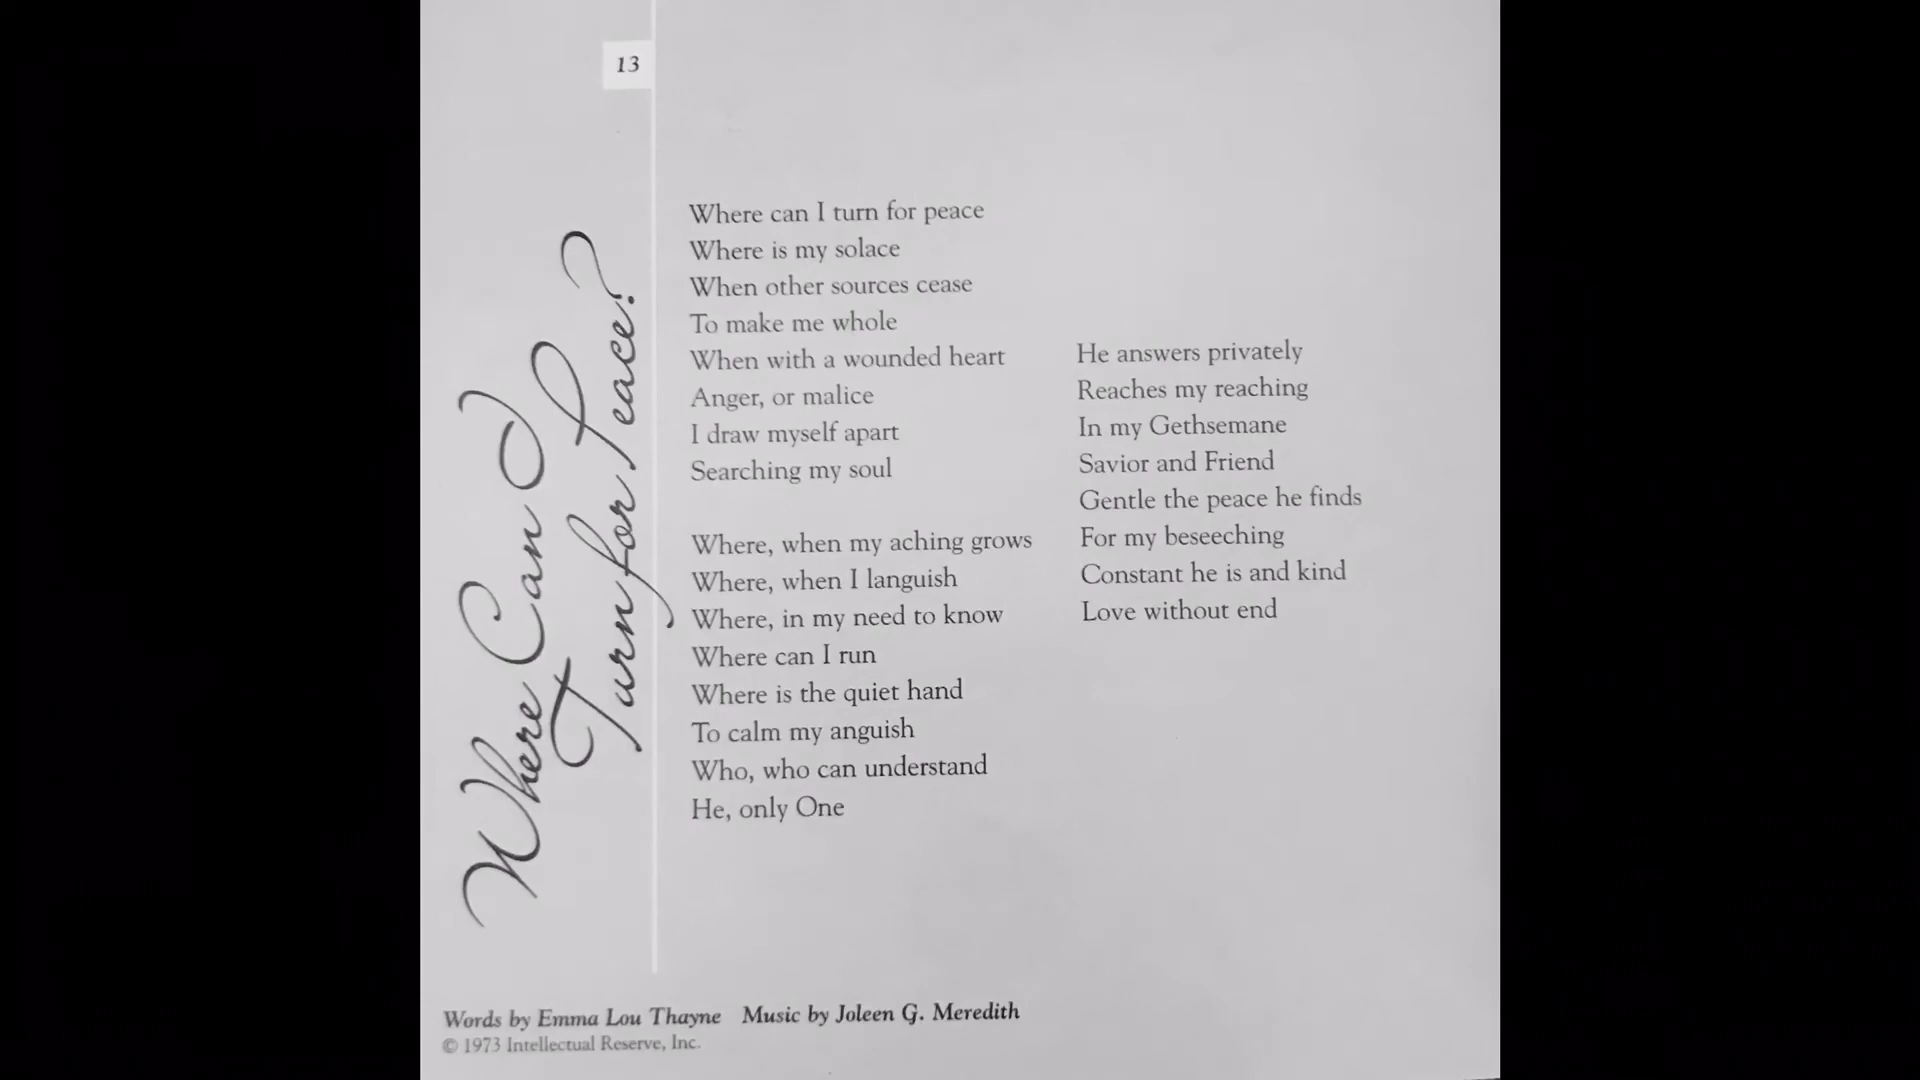 13
Where Can I
Turn for Peace?
Where can I turn for peace
Where is my solace
When other sources cease
To make me whole
When with a wounded heart
Anger, or malice
I draw myself apart
Searching my soul
Where, when my aching grows
Where, when I languish
Where, in my need to know
Where can I run
Where is the quiet hand
To calm my anguish
Who, who can understand
He, only One
He answers privately
Reaches my reaching
In my Gethsemane
Savior and Friend
Gentle the peace he finds
For my beseeching
Constant he is and kind
Love without end
Words by Emma Lou Thayne Music by Joleen G. Meredith
© 1973 Intellectual Reserve, Inc.